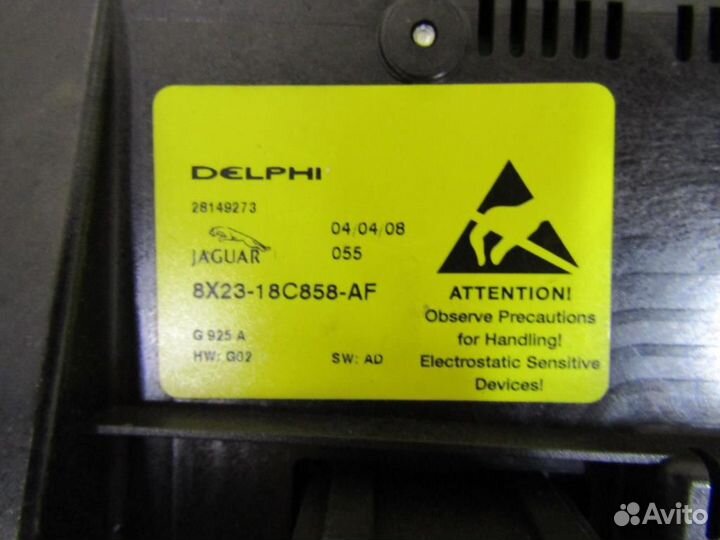 DELPHI
28149273
04/04/08
JAGUAR
055
8X23-18C858-AF
G 925 A
HW: G02
SW: AD
ATTENTION!
Observe Precautions
for Handling!
Electrostatic Sensitive
Devices!
Avito